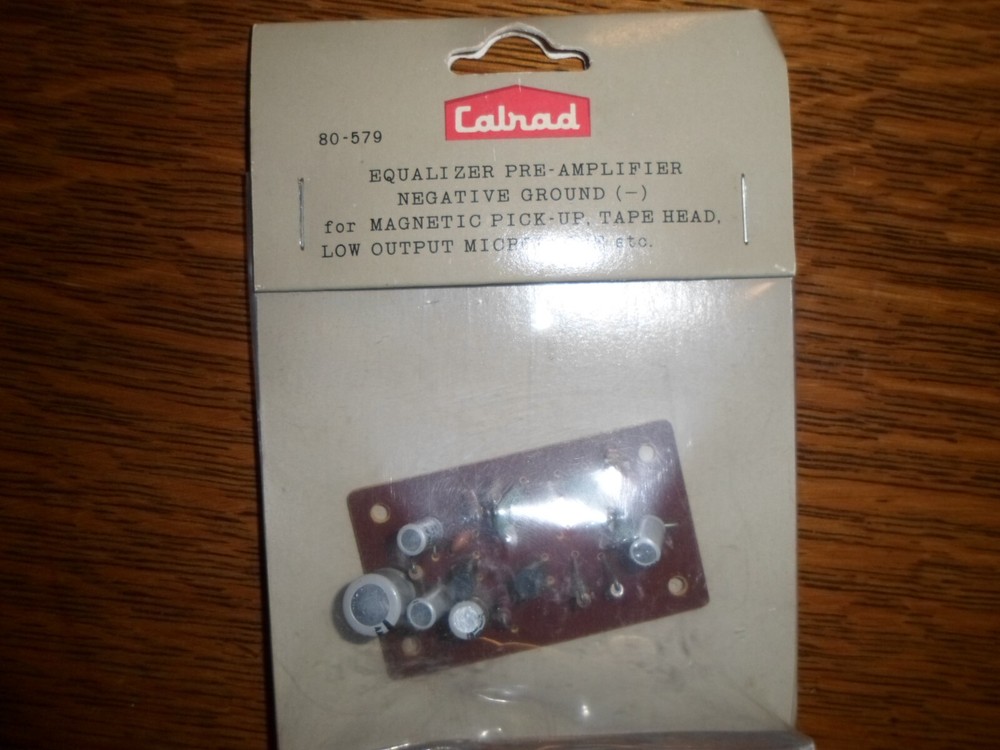 Calrad
80-579
EQUALIZER PRE-AMPLIFIER
NEGATIVE GROUND (—)
for MAGNETIC PICK-UP, TAPE HEAD,
LOW OUTPUT etc.